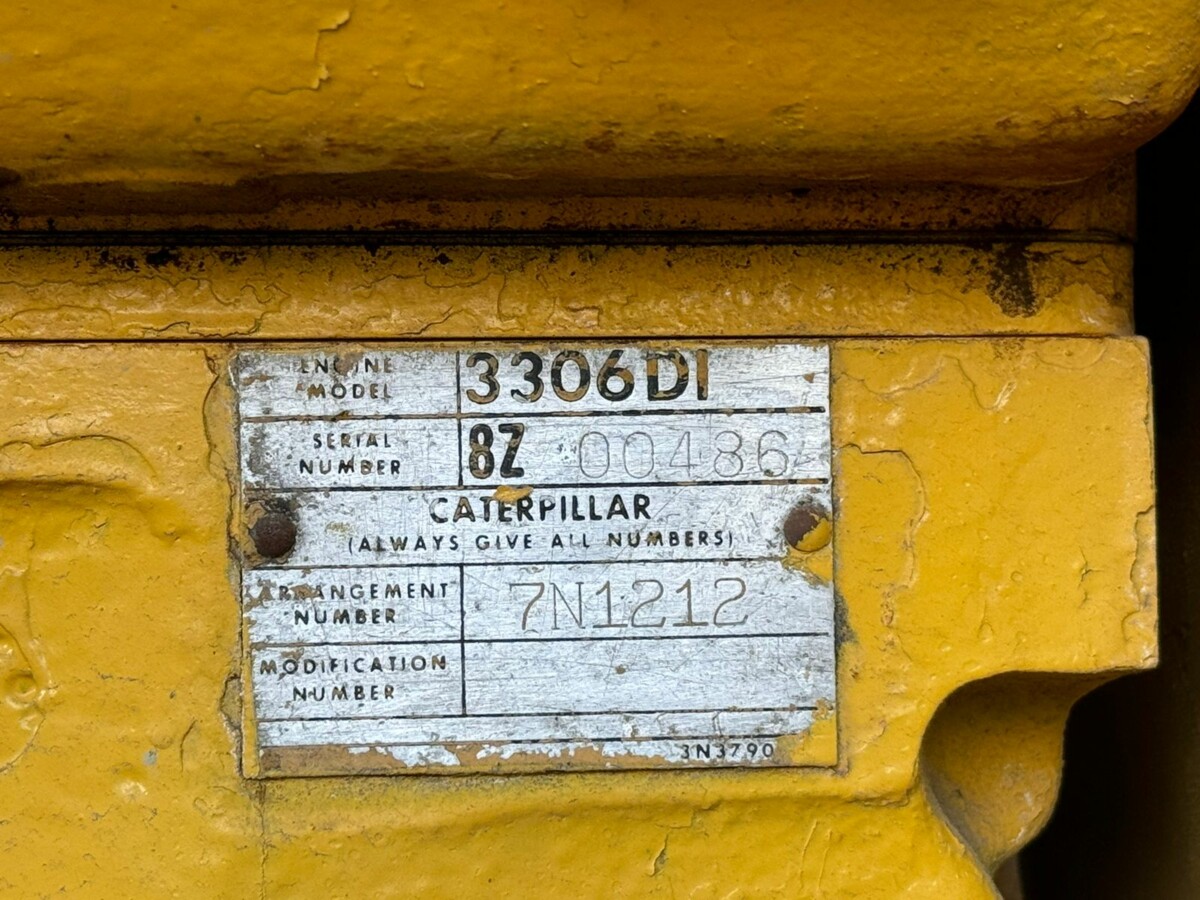 ENGINE MODEL 3306DI
SERIAL NUMBER 8Z 00486
CATERPILLAR
(ALWAYS GIVE ALL NUMBERS)
ARRANGEMENT NUMBER 7N1212
MODIFICATION NUMBER
3N3790